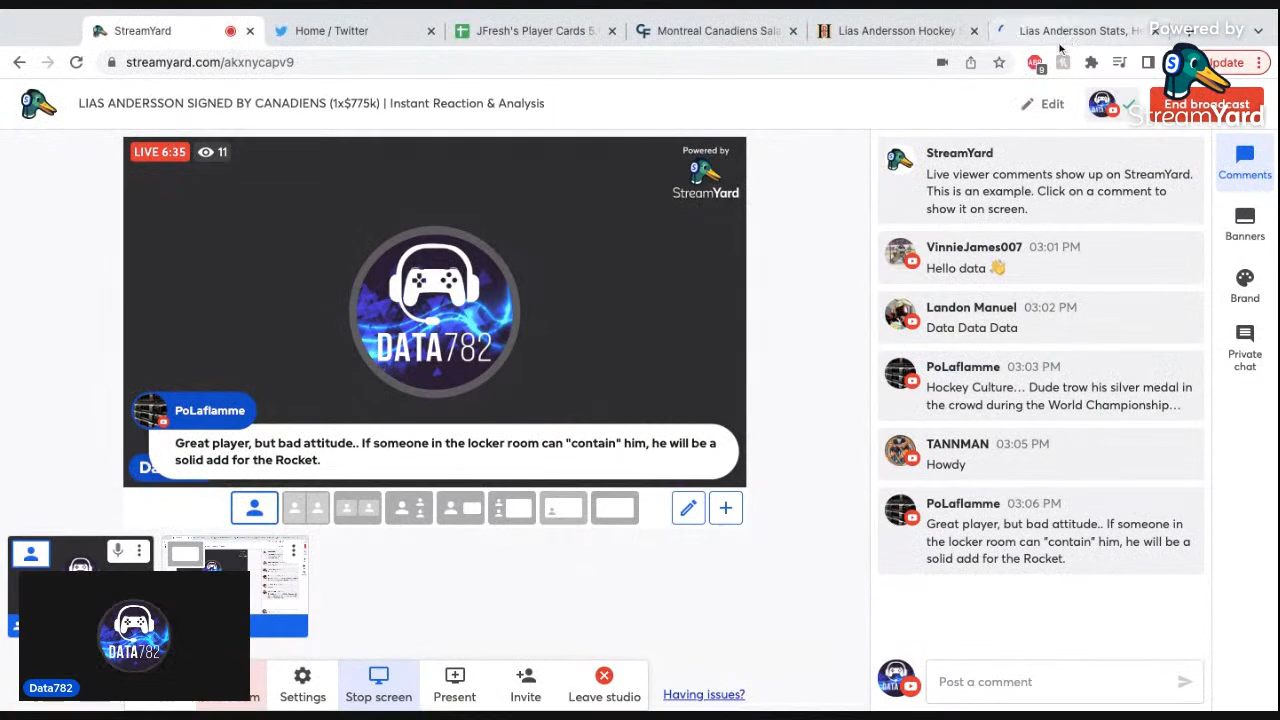 StreamYard
Home / Twitter
JFresh's Player Cards 5.
Montreal Canadiens Sala
Lias Andersson Hockey
Lias Andersson Stats, H
Powered by
streamyard.com/akxnycapv9
9
Update
LIAS ANDERSSON SIGNED BY CANADIENS (1x$775k) | Instant Reaction & Analysis
Edit
End broadcast
StreamYard
LIVE 6:35
11
Powered by
StreamYard
DATA782
PoLaflamme
Great player, but bad attitude.. If someone in the locker room can "contain" him, he will be a
solid add for the Rocket.
Da
StreamYard
Live viewer comments show up on StreamYard.
This is an example. Click on a comment to
show it on screen.
VinnieJames007 03:01 PM
Hello data 👋
Landon Manuel 03:02 PM
Data Data Data
PoLaflamme 03:03 PM
Hockey Culture... Dude trow his silver medal in
the crowd during the World Championship...
TANNMAN 03:05 PM
Howdy
PoLaflamme 03:06 PM
Great player, but bad attitude.. If someone in
the locker room can "contain" him, he will be a
solid add for the Rocket.
Comments
Banners
Brand
Private
chat
DATA782
Data782
Settings
Stop screen
Present
Invite
Leave studio
Having issues?
Post a comment